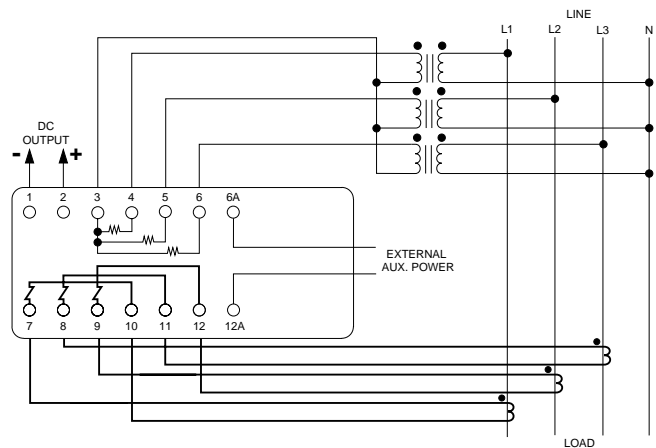 LINE
L1 L2 L3 N
DC
OUTPUT
- +
1 2 3 4 5 6 6A
EXTERNAL
AUX. POWER
7 8 9 10 11 12 12A
LOAD